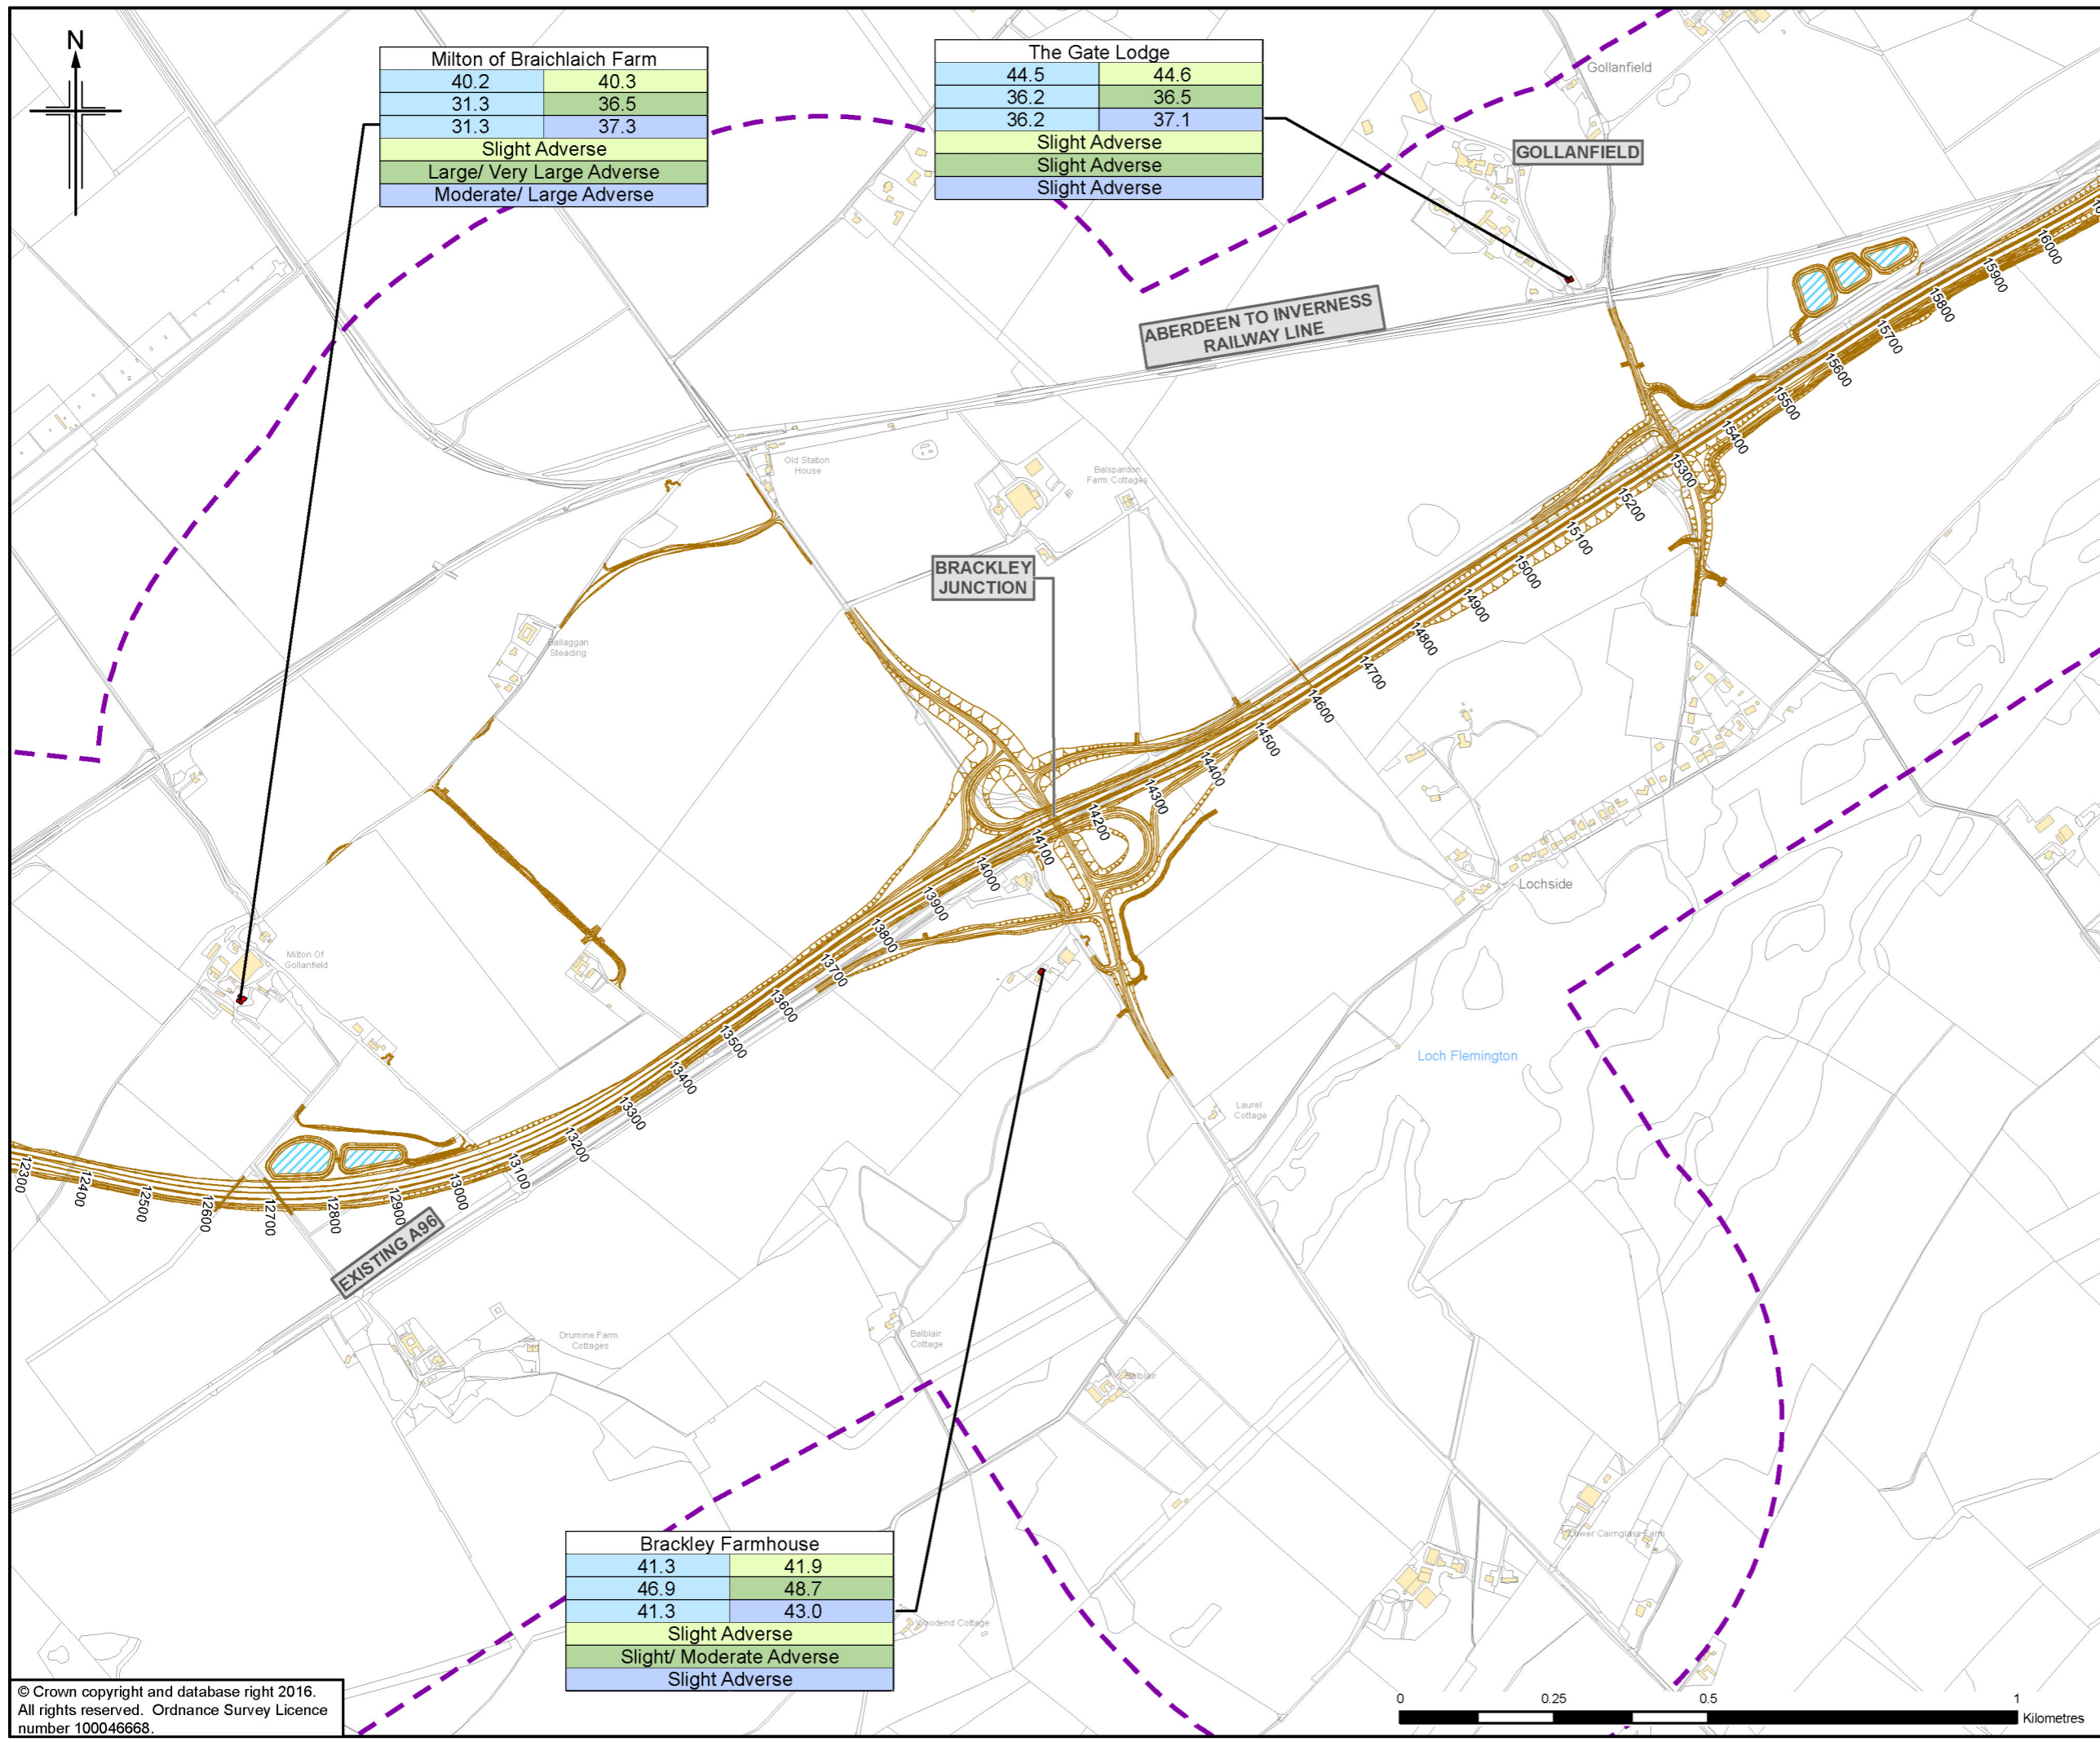 N
Milton of Braichlaich Farm
40.2 40.3
31.3 36.5
31.3 37.3
Slight Adverse
Large/ Very Large Adverse
Moderate/ Large Adverse
The Gate Lodge
44.5 44.6
36.2 36.5
36.2 37.1
Slight Adverse
Slight Adverse
Slight Adverse
Gollanfield
GOLLANFIELD
ABERDEEN TO INVERNESS
RAILWAY LINE
16000
15900
15800
15700
15600
15500
15400
15300
15200
15100
15000
14900
14800
14700
14600
14500
14400
14300
14200
14100
14000
13900
13800
13700
13600
13500
13400
13300
13200
13100
13000
12900
12800
12700
12600
12500
12400
12300
Old Station
House
Balspardon
Farm Cottages
BRACKLEY
JUNCTION
Ballaggan
Steading
Lochside
Milton Of
Gollanfield
Loch Flemington
Laurel
Cottage
EXISTING A96
Drumine Farm
Cottages
Balblair
Cottage
Balblair
Lower Cairnglass Farm
Woodend Cottage
Brackley Farmhouse
41.3 41.9
46.9 48.7
41.3 43.0
Slight Adverse
Slight/ Moderate Adverse
Slight Adverse
© Crown copyright and database right 2016.
All rights reserved. Ordnance Survey Licence
number 100046668.
0 0.25 0.5 1
Kilometres